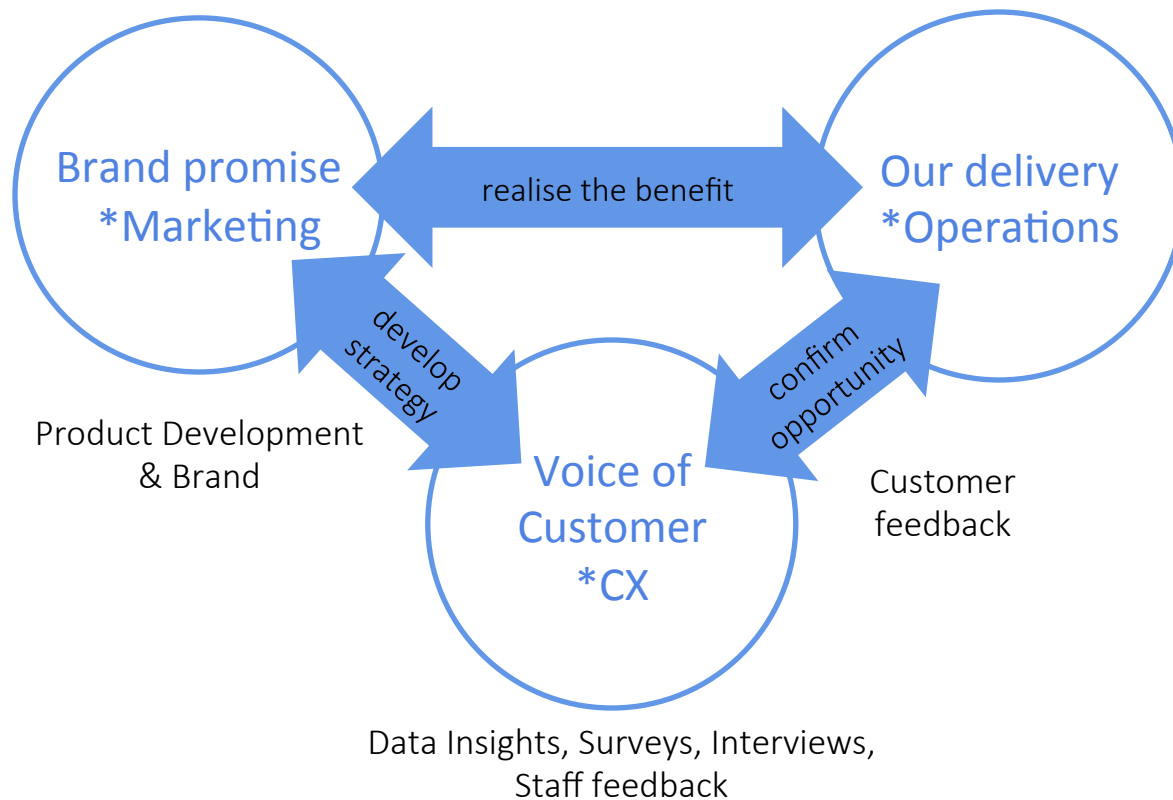 Brand promise
*Marketing
realise the benefit
Our delivery
*Operations
develop
strategy
confirm
opportunity
Product Development
& Brand
Voice of
Customer
*CX
Customer
feedback
Data Insights, Surveys, Interviews,
Staff feedback